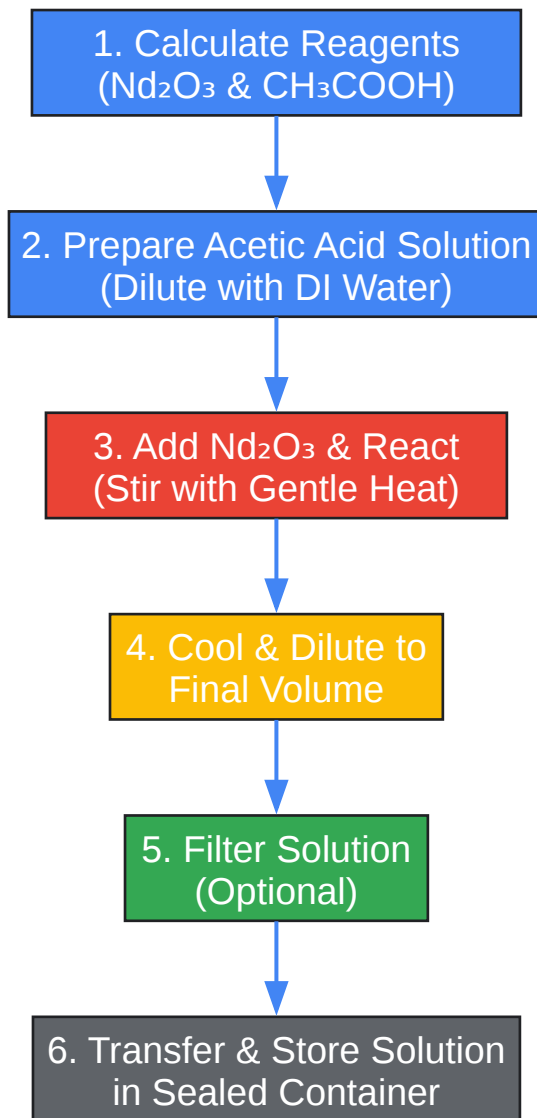 1. Calculate Reagents
(Nd₂O₃ & CH₃COOH)
2. Prepare Acetic Acid Solution
(Dilute with DI Water)
3. Add Nd₂O₃ & React
(Stir with Gentle Heat)
4. Cool & Dilute to
Final Volume
5. Filter Solution
(Optional)
6. Transfer & Store Solution
in Sealed Container